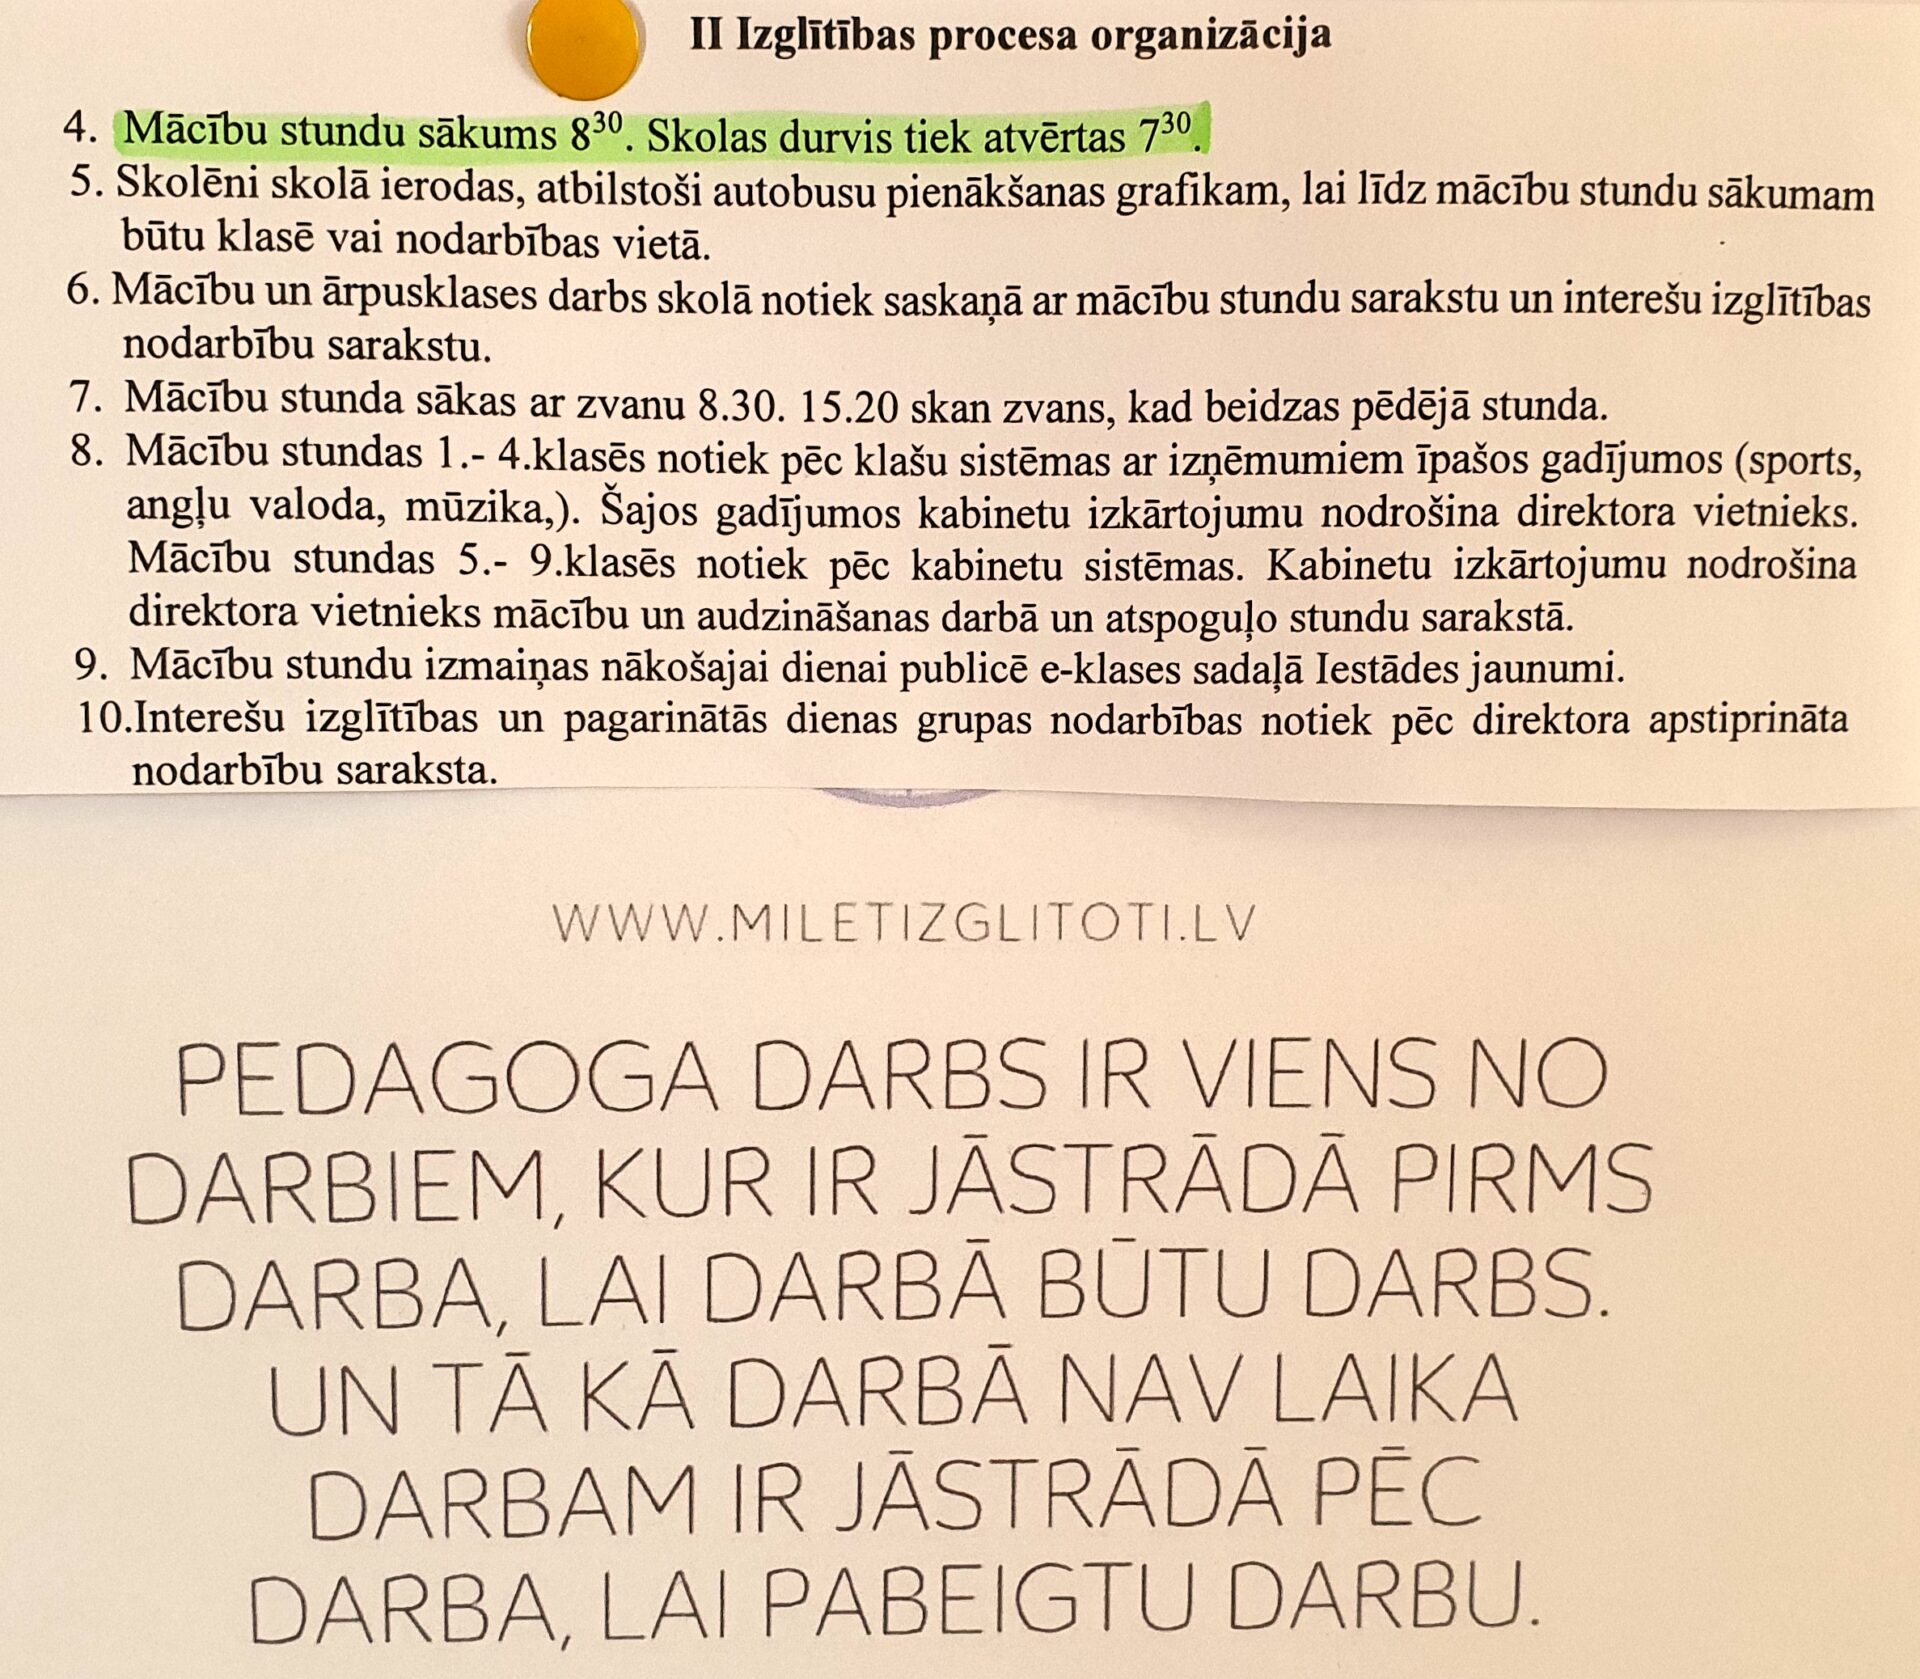 II Izglītības procesa organizācija
4. Mācību stundu sākums 8³⁰. Skolas durvis tiek atvērtas 7³⁰.
5. Skolēni skolā ierodas, atbilstoši autobusu pienākšanas grafikam, lai līdz mācību stundu sākumam
būtu klasē vai nodarbības vietā.
6. Mācību un ārpusklases darbs skolā notiek saskaņā ar mācību stundu sarakstu un interešu izglītības
nodarbību sarakstu.
7. Mācību stunda sākas ar zvanu 8.30. 15.20 skan zvans, kad beidzas pēdējā stunda.
8. Mācību stundas 1.- 4.klasēs notiek pēc klašu sistēmas ar izņēmumiem īpašos gadījumos (sports,
angļu valoda, mūzika,). Šajos gadījumos kabinetu izkārtojumu nodrošina direktora vietnieks.
Mācību stundas 5.- 9.klasēs notiek pēc kabinetu sistēmas. Kabinetu izkārtojumu nodrošina
direktora vietnieks mācību un audzināšanas darbā un atspoguļo stundu sarakstā.
9. Mācību stundu izmaiņas nākošajai dienai publicē e-klases sadaļā Iestādes jaunumi.
10.Interešu izglītības un pagarinātās dienas grupas nodarbības notiek pēc direktora apstiprināta
nodarbību saraksta.
WWW.MILETIZGLITOTI.LV
PEDAGOGA DARBS IR VIENS NO
DARBIEM, KUR IR JĀSTRĀDĀ PIRMS
DARBA, LAI DARBĀ BŪTU DARBS.
UN TĀ KĀ DARBĀ NAV LAIKA
DARBAM IR JĀSTRĀDĀ PĒC
DARBA, LAI PABEIGTU DARBU.